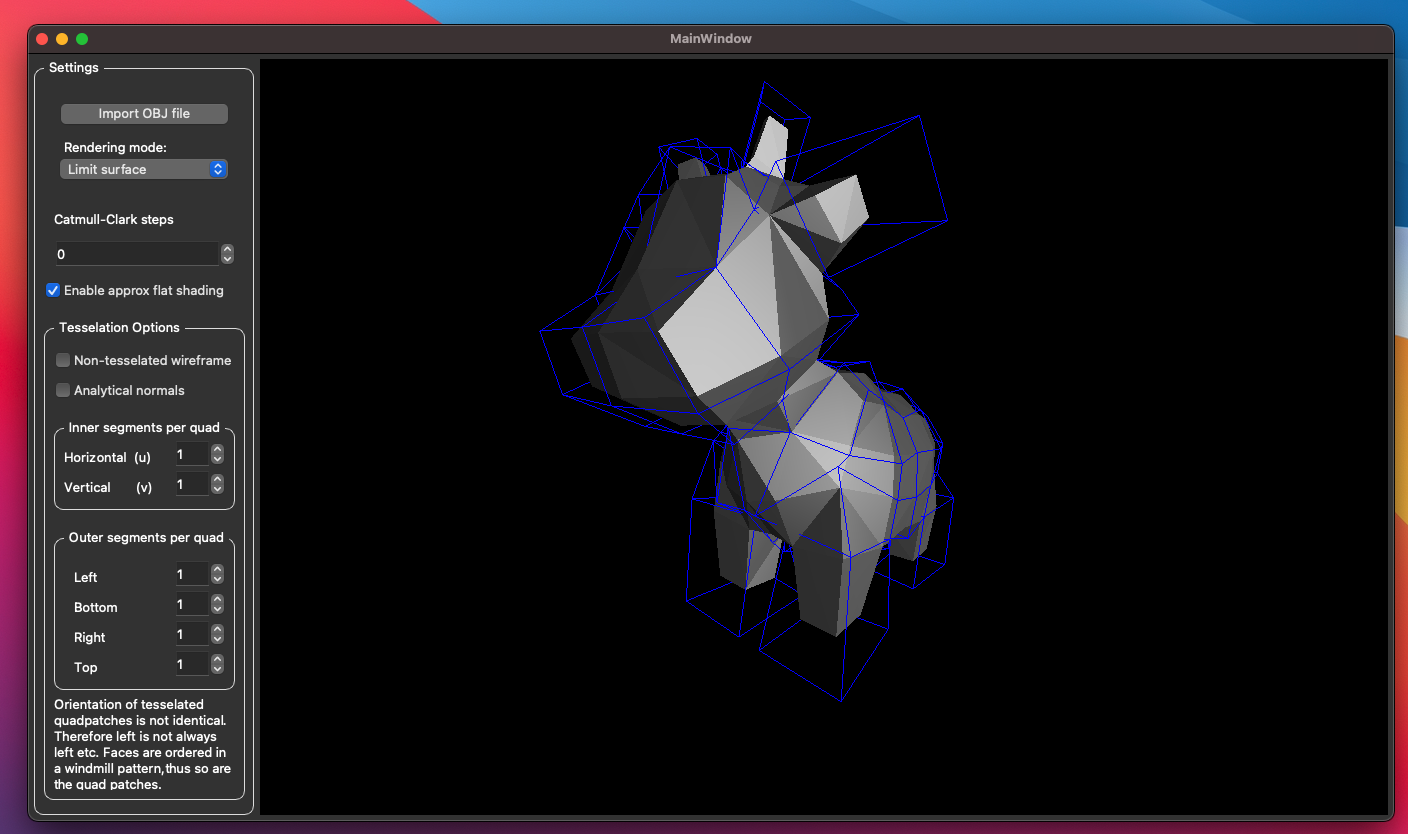 MainWindow
Settings
Import OBJ file
Rendering mode:
Limit surface
Catmull-Clark steps
0
Enable approx flat shading
Tesselation Options
Non-tesselated wireframe
Analytical normals
Inner segments per quad
Horizontal (u) 1
Vertical (v) 1
Outer segments per quad
Left 1
Bottom 1
Right 1
Top 1
Orientation of tesselated
quadpatches is not identical.
Therefore left is not always
left etc. Faces are ordered in
a windmill pattern,thus so are
the quad patches.